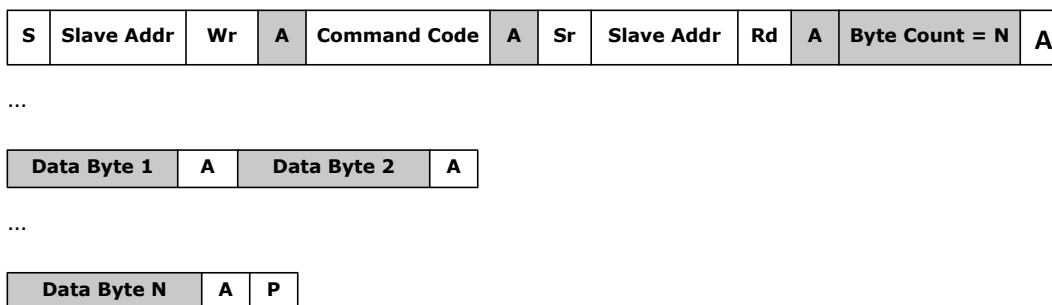 S Slave Addr Wr A Command Code A Sr Slave Addr Rd A Byte Count = N A
...
Data Byte 1 A Data Byte 2 A
...
Data Byte N A P